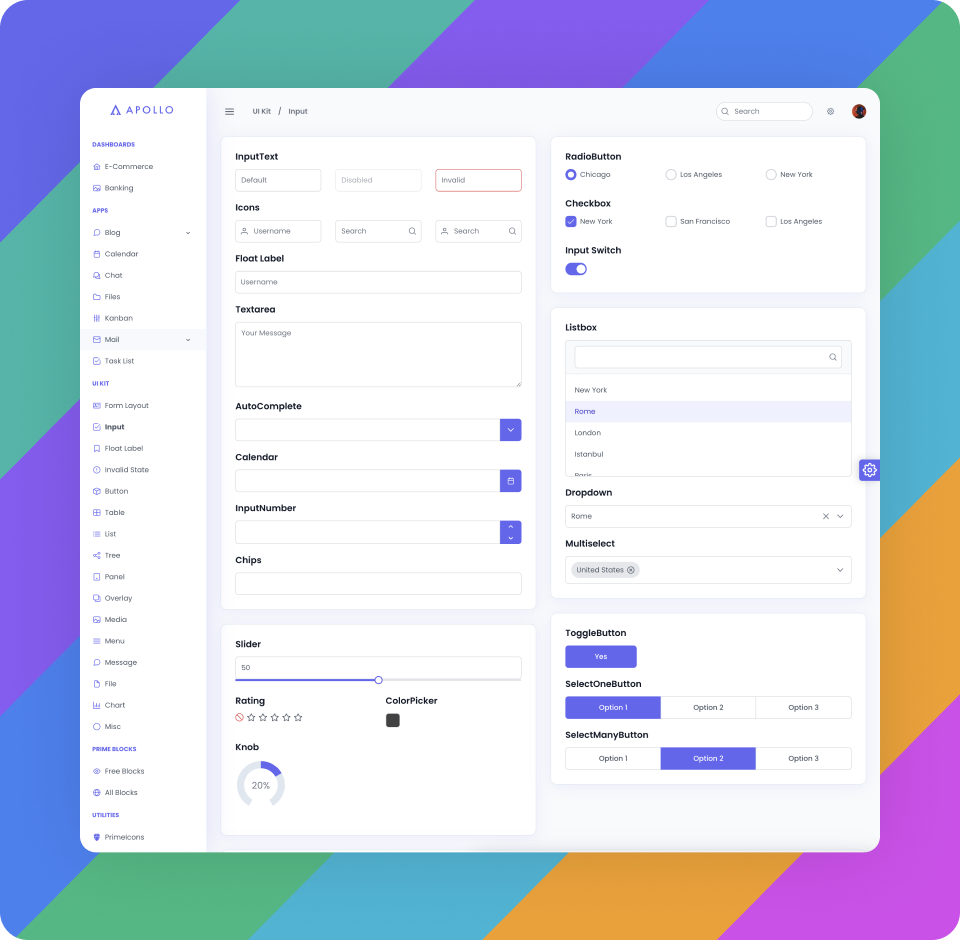 APOLLO
DASHBOARDS
E-Commerce
Banking
APPS
Blog
Calendar
Chat
Files
Kanban
Mail
Task List
UI KIT
Form Layout
Input
Float Label
Invalid State
Button
Table
List
Tree
Panel
Overlay
Media
Menu
Message
File
Chart
Misc
PRIME BLOCKS
Free Blocks
All Blocks
UTILITIES
PrimeIcons
UI Kit / Input
Search
InputText
Default Disabled Invalid
Icons
Username Search Search
Float Label
Username
Textarea
Your Message
AutoComplete
Calendar
InputNumber
Chips
Slider
50
Rating ColorPicker
Knob
20%
RadioButton
Chicago Los Angeles New York
Checkbox
New York San Francisco Los Angeles
Input Switch
Listbox
New York
Rome
London
Istanbul
Paris
Dropdown
Rome
Multiselect
United States
ToggleButton
Yes
SelectOneButton
Option 1 Option 2 Option 3
SelectManyButton
Option 1 Option 2 Option 3